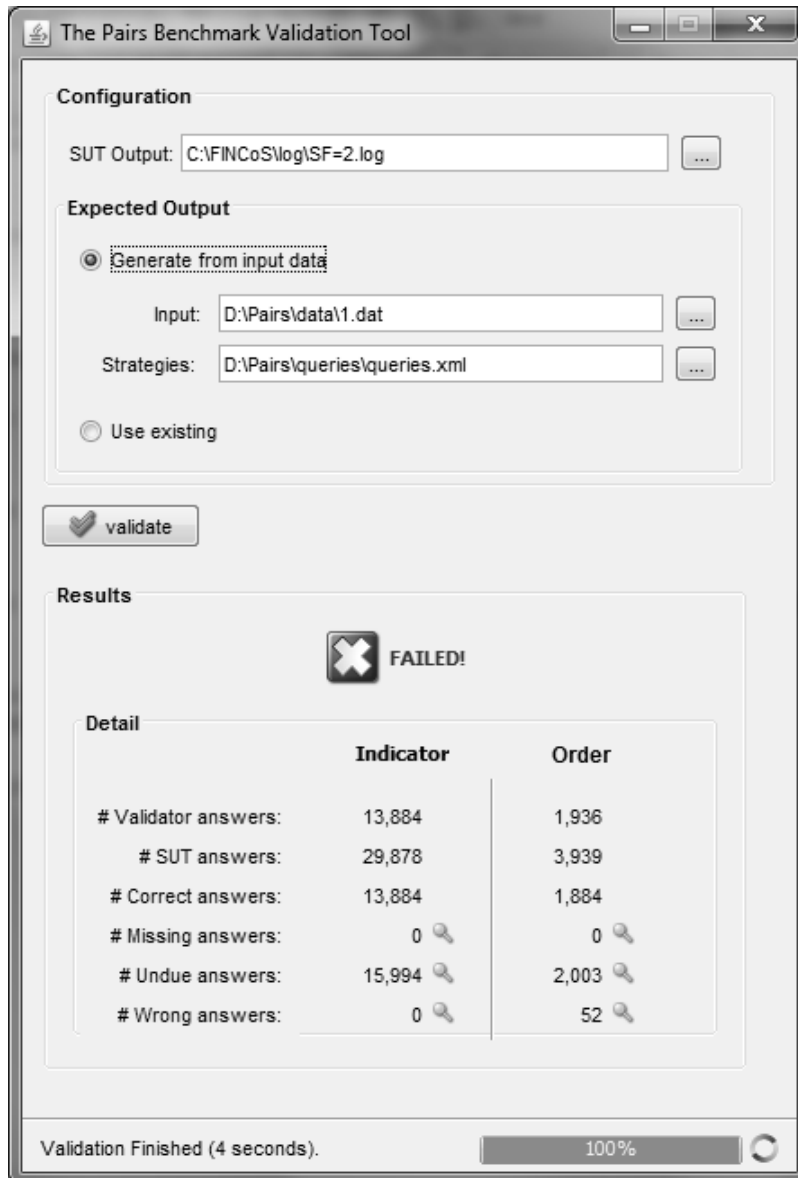 The Pairs Benchmark Validation Tool
Configuration
SUT Output: C:\FINCoS\log\SF=2.log ...
Expected Output
Generate from input data
Input: D:\Pairs\data\1.dat ...
Strategies: D:\Pairs\queries\queries.xml ...
Use existing
validate
Results
FAILED!
Detail
Indicator Order
# Validator answers: 13,884 1,936
# SUT answers: 29,878 3,939
# Correct answers: 13,884 1,884
# Missing answers: 0 0
# Undue answers: 15,994 2,003
# Wrong answers: 0 52
Validation Finished (4 seconds). 100%